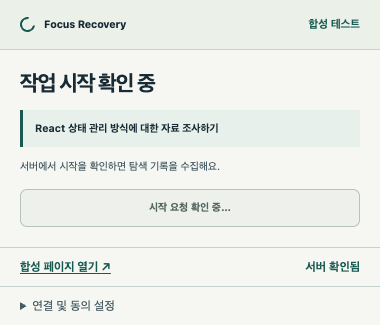 Focus Recovery
합성 테스트
작업 시작 확인 중
React 상태 관리 방식에 대한 자료 조사하기
서버에서 시작을 확인하면 탐색 기록을 수집해요.
시작 요청 확인 중...
합성 페이지 열기 ↗
서버 확인됨
▶ 연결 및 동의 설정